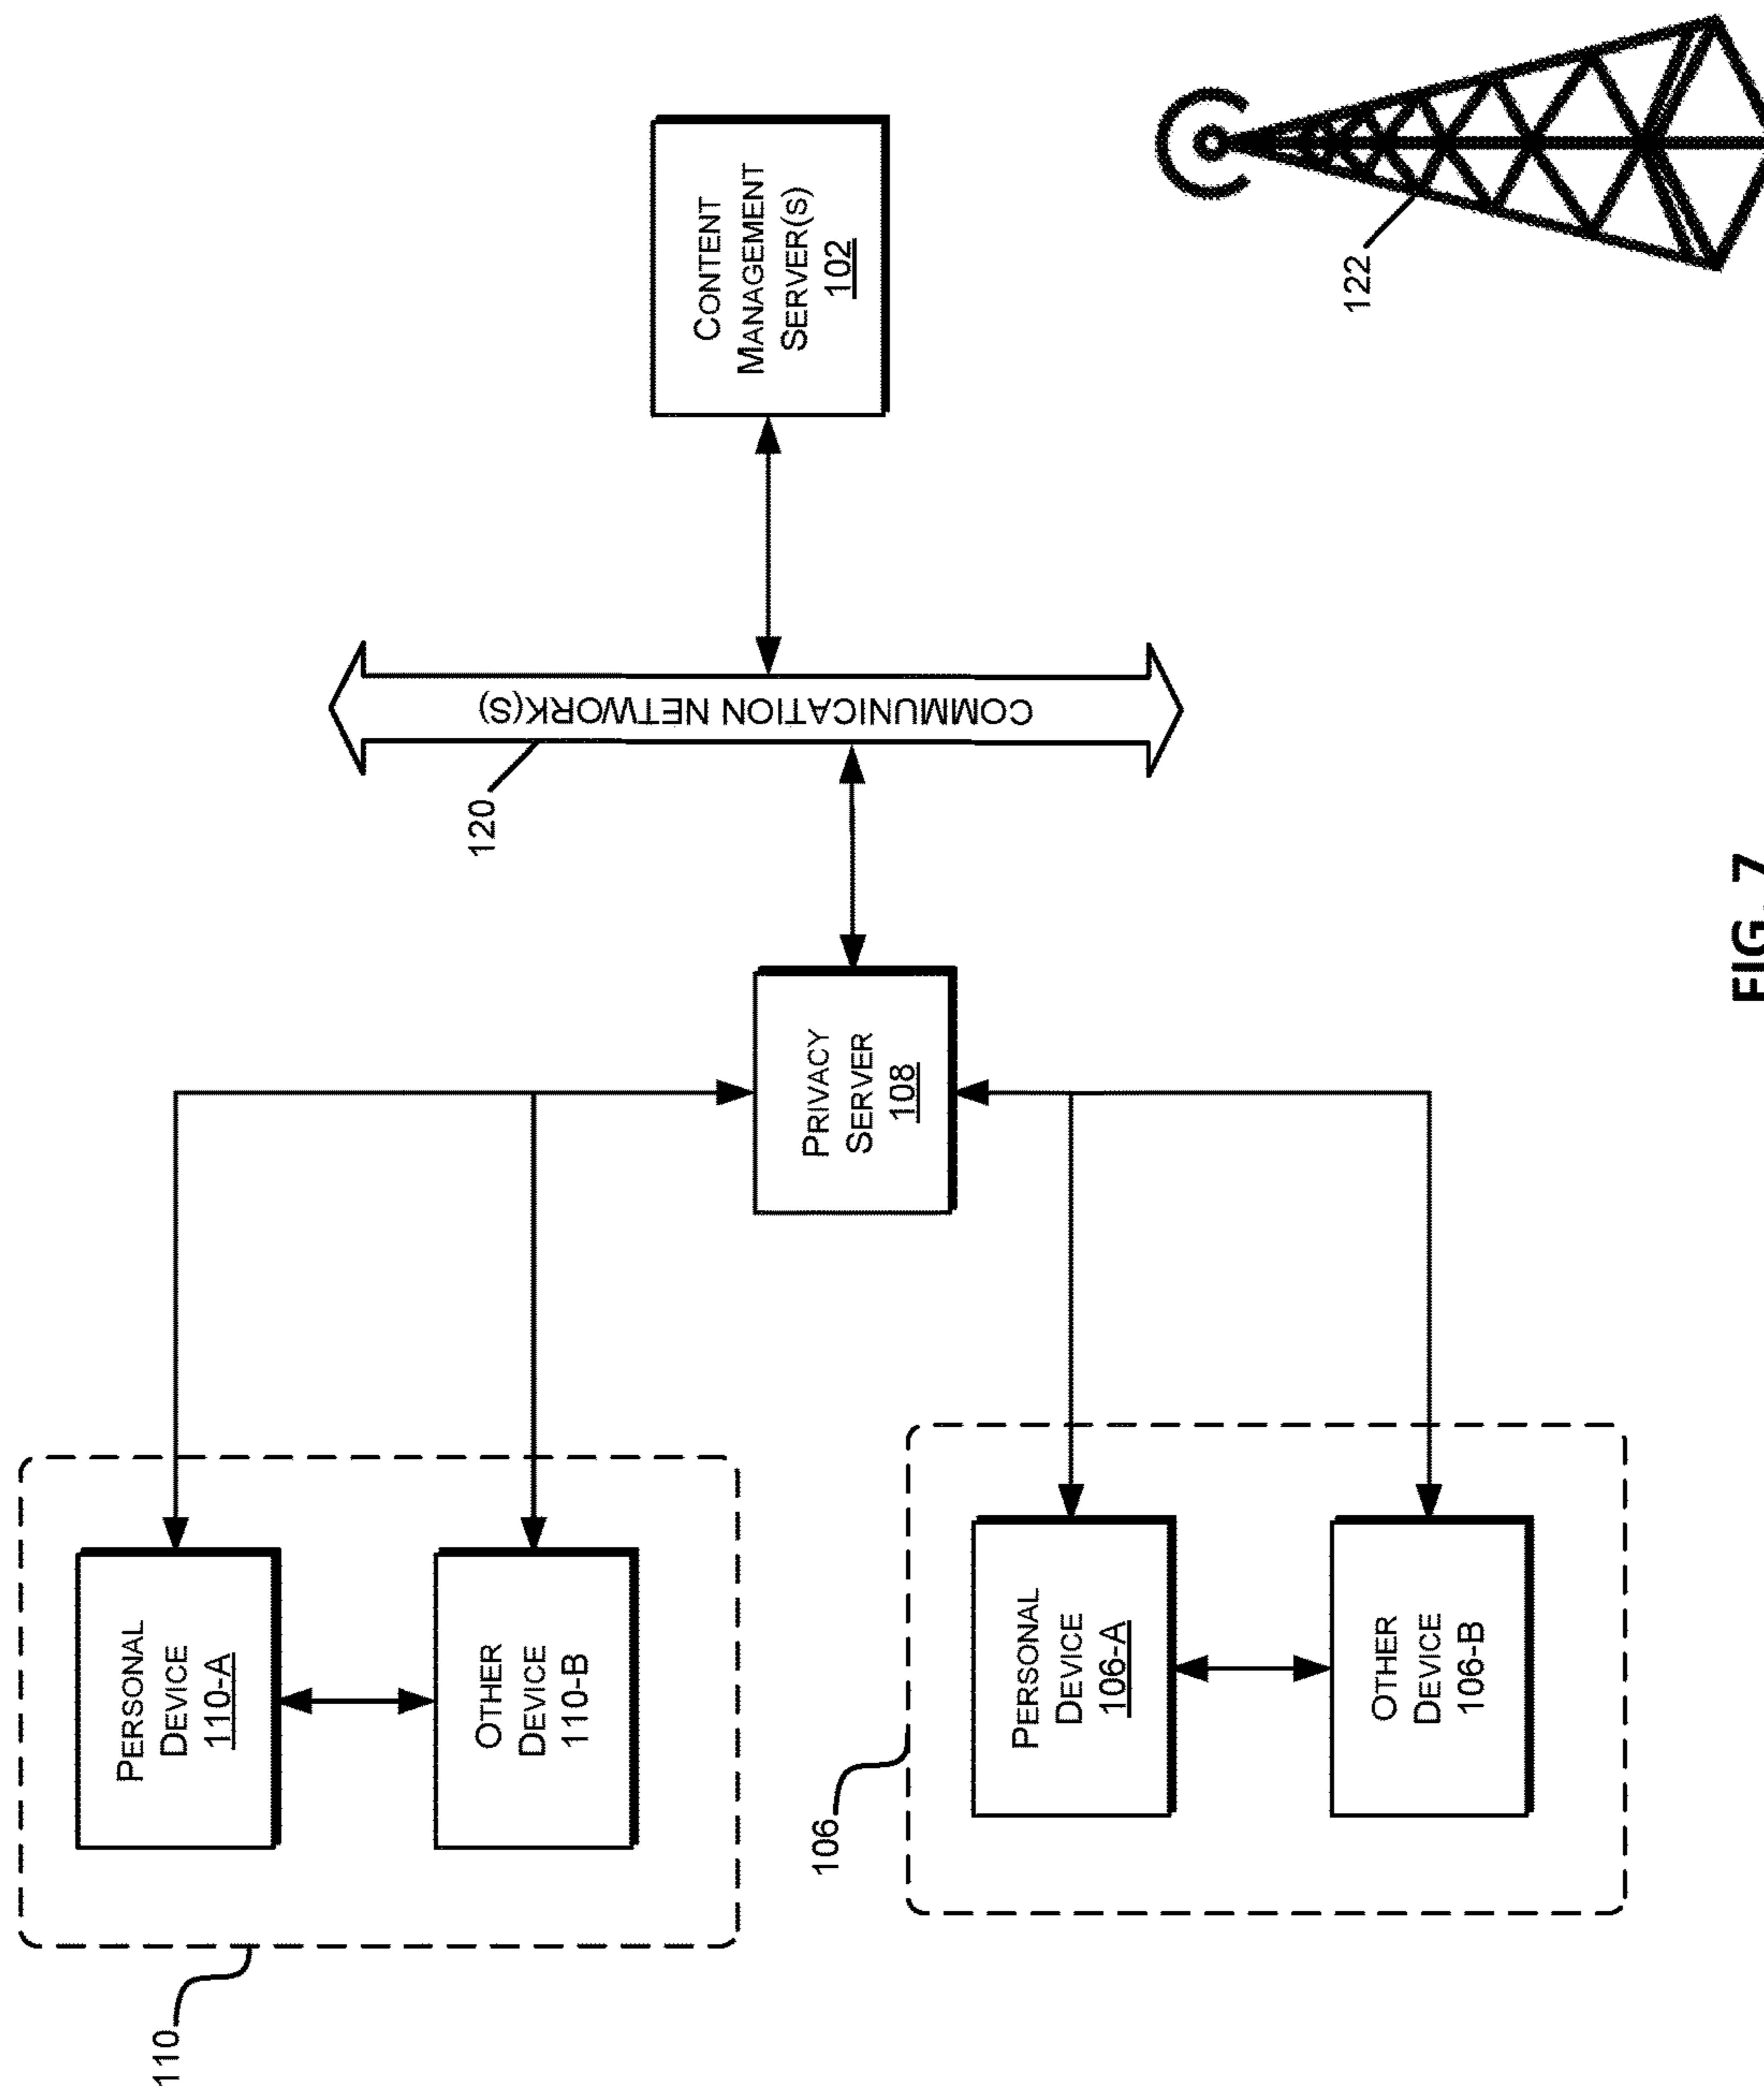 110
PERSONAL
DEVICE
110-A
OTHER
DEVICE
110-B
106
PERSONAL
DEVICE
106-A
OTHER
DEVICE
106-B
PRIVACY
SERVER
108
120
COMMUNICATION NETWORK(S)
CONTENT
MANAGEMENT
SERVER(S)
102
122
FIG. 7